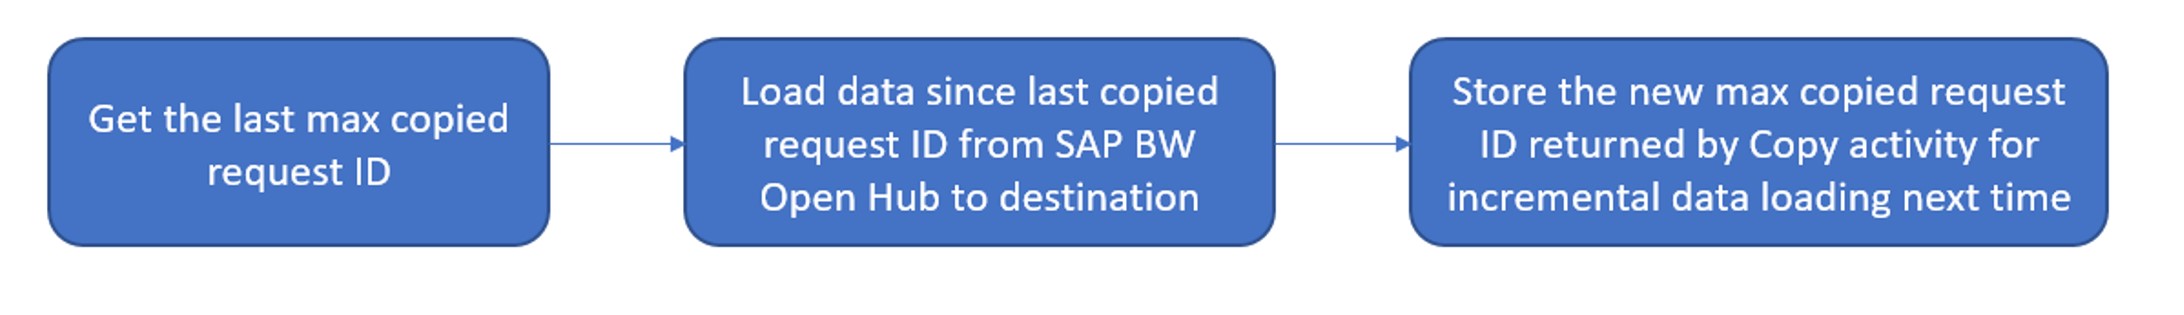 Get the last max copied
request ID
Load data since last copied
request ID from SAP BW
Open Hub to destination
Store the new max copied request
ID returned by Copy activity for
incremental data loading next time